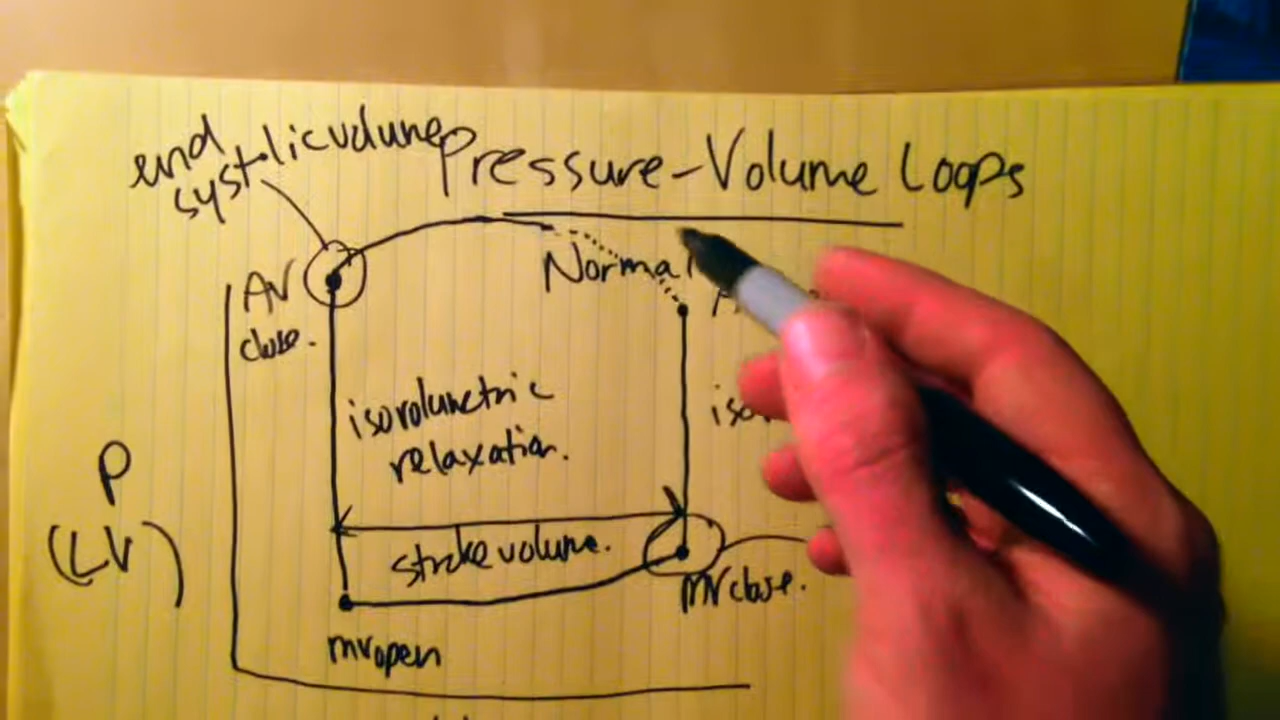 end
systolic volume
Pressure-Volume Loops
Normal
AV
close.
isovolumetric
relaxation.
P
(LV)
stroke volume.
MV close.
mv open